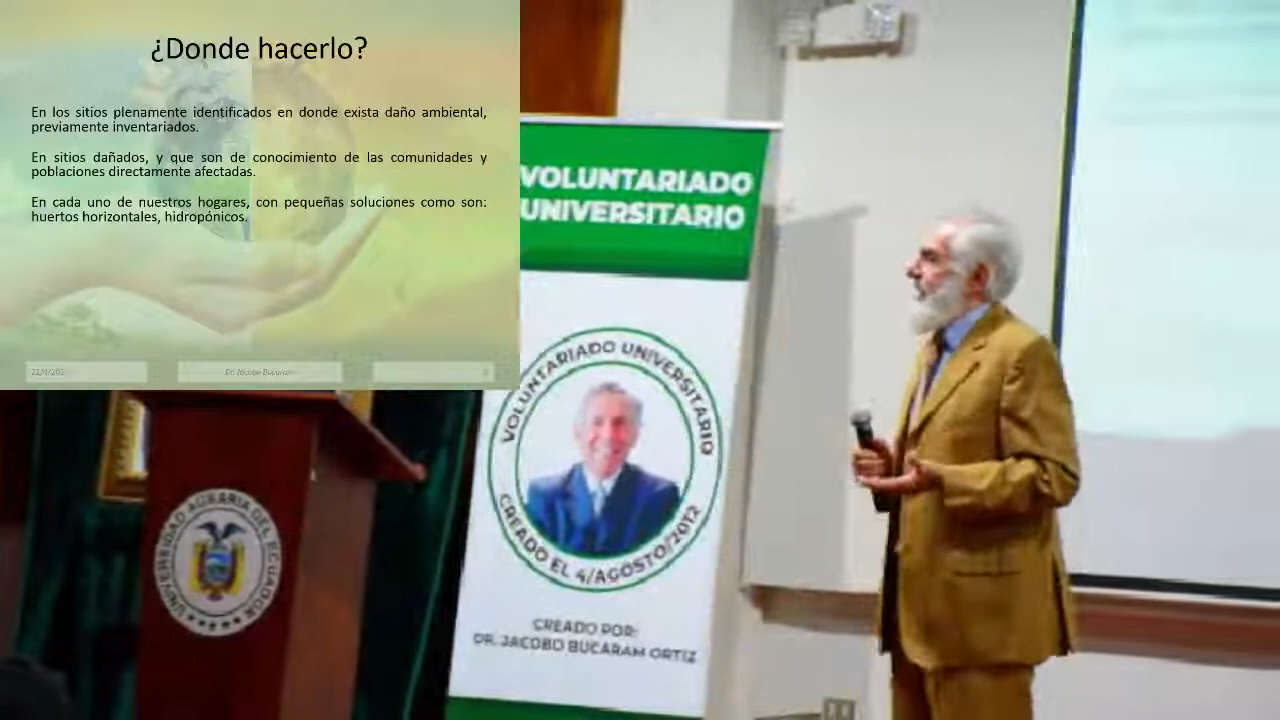 ¿Donde hacerlo?
En los sitios plenamente identificados en donde exista daño ambiental,
previamente inventariados.
En sitios dañados, y que son de conocimiento de las comunidades y
poblaciones directamente afectadas.
En cada uno de nuestros hogares, con pequeñas soluciones como son:
huertos horizontales, hidropónicos.
Dr. Jacobo Bucaram
VOLUNTARIADO
UNIVERSITARIO
VOLUNTARIADO UNIVERSITARIO
CREADO EL 4/AGOSTO/2012
CREADO POR:
DR. JACOBO BUCARAM ORTIZ
UNIVERSIDAD AGRARIA DEL ECUADOR